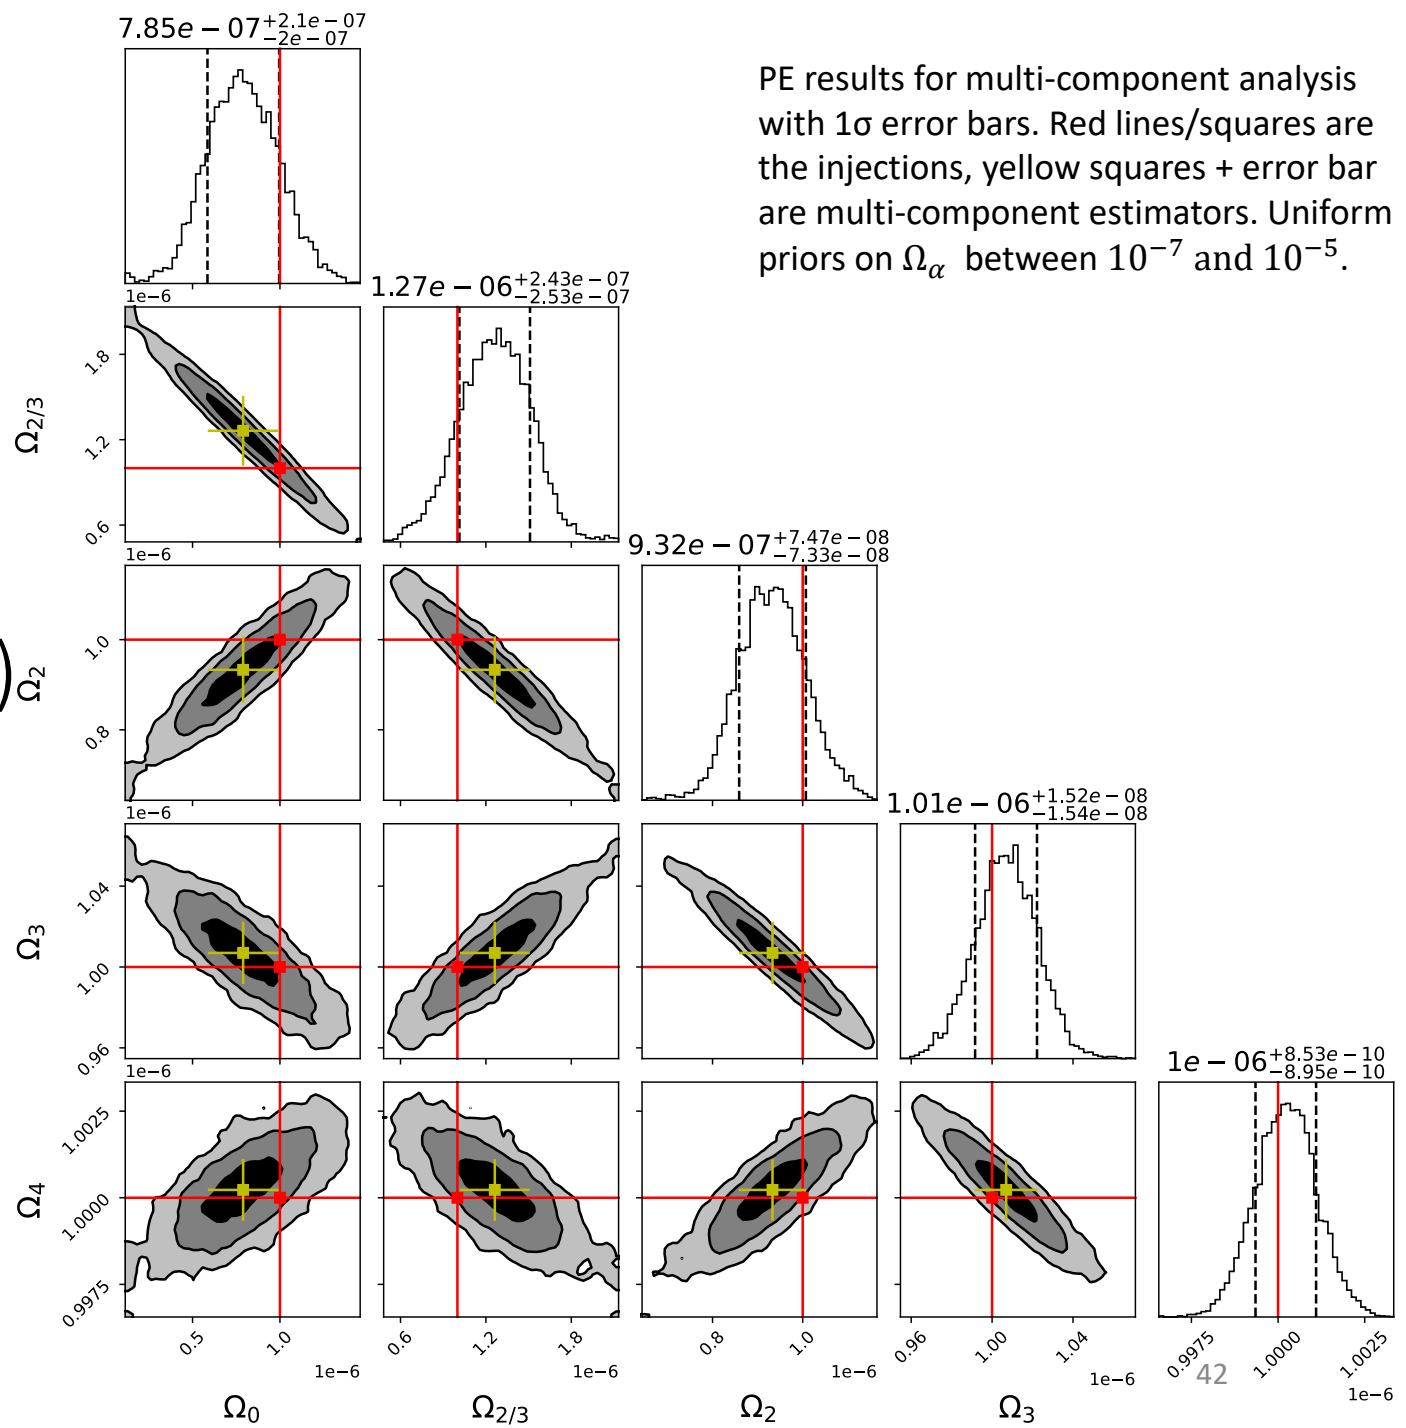 7.85e − 07 +2.1e−07 −2e−07
PE results for multi-component analysis
with 1σ error bars. Red lines/squares are
the injections, yellow squares + error bar
are multi-component estimators. Uniform
priors on Ωα between 10⁻⁷ and 10⁻⁵.
1e−6
1.27e − 06 +2.43e−07 −2.53e−07
Ω2/3
1.8
1.2
0.6
1e−6
9.32e − 07 +7.47e−08 −7.33e−08
)
Ω2
1.0
0.8
1e−6
1.01e − 06 +1.52e−08 −1.54e−08
Ω3
1.04
1.00
0.96
1e−6
1e − 06 +8.53e−10 −8.95e−10
Ω4
1.0025
1.0000
0.9975
0.5 1.0 0.6 1.2 1.8 0.8 1.0 0.96 1.00 1.04 0.9975 1.0000 1.0025
1e−6 1e−6 1e−6 1e−6 1e−6
42
Ω0 Ω2/3 Ω2 Ω3